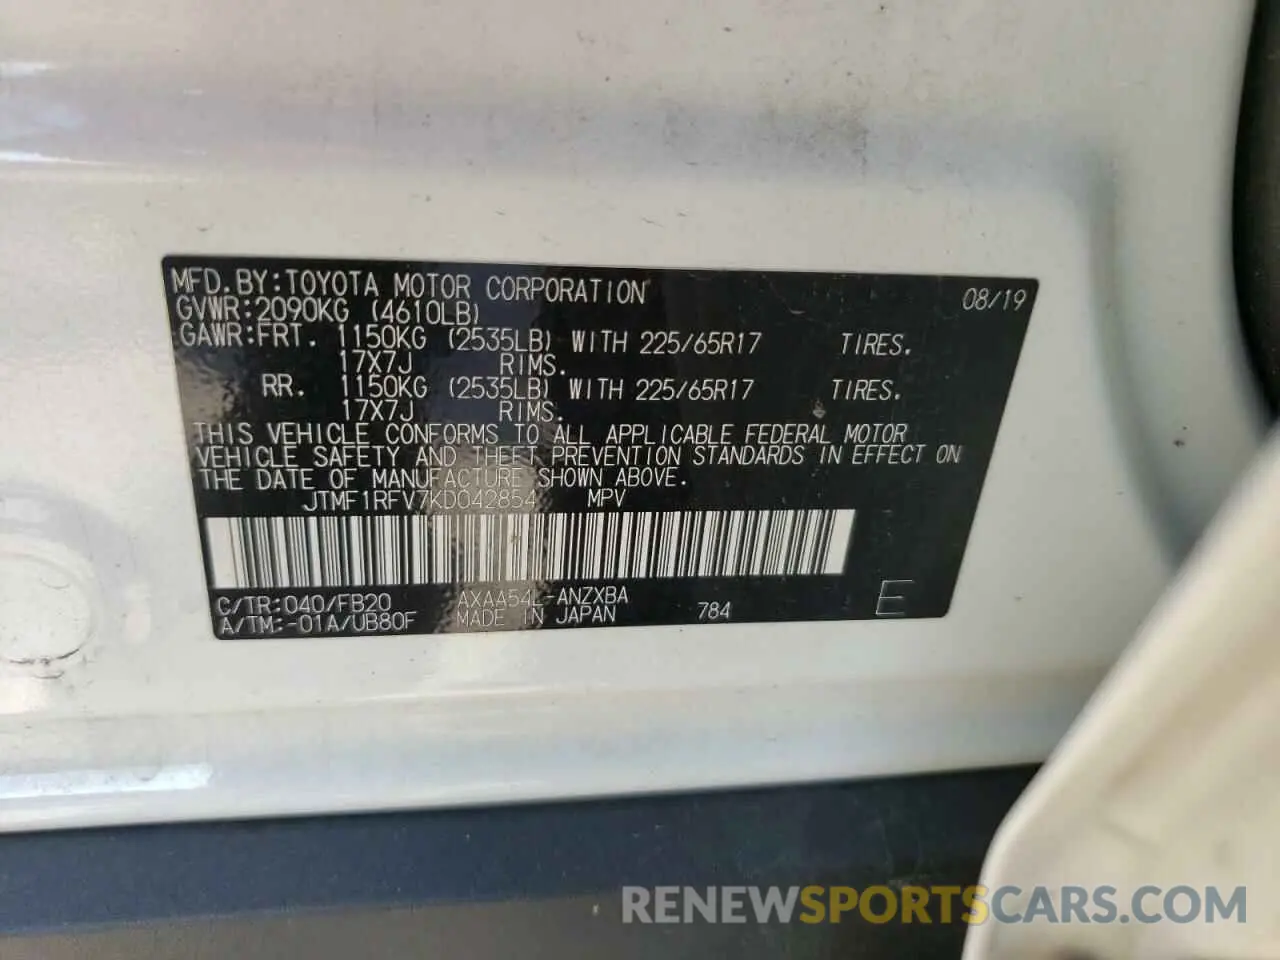 MFD.BY:TOYOTA MOTOR CORPORATION 08/19
GVWR:2090KG (4610LB)
GAWR:FRT. 1150KG (2535LB) WITH 225/65R17 TIRES.
17X7J RIMS.
RR. 1150KG (2535LB) WITH 225/65R17 TIRES.
17X7J RIMS.
THIS VEHICLE CONFORMS TO ALL APPLICABLE FEDERAL MOTOR
VEHICLE SAFETY AND THEFT PREVENTION STANDARDS IN EFFECT ON
THE DATE OF MANUFACTURE SHOWN ABOVE.
JTMF1RFV7KD042854 MPV
C/TR:040/FB20 AXAA54L-ANZXBA
A/TM:-01A/UB80F MADE IN JAPAN 784 E
RENEWSPORTSCARS.COM